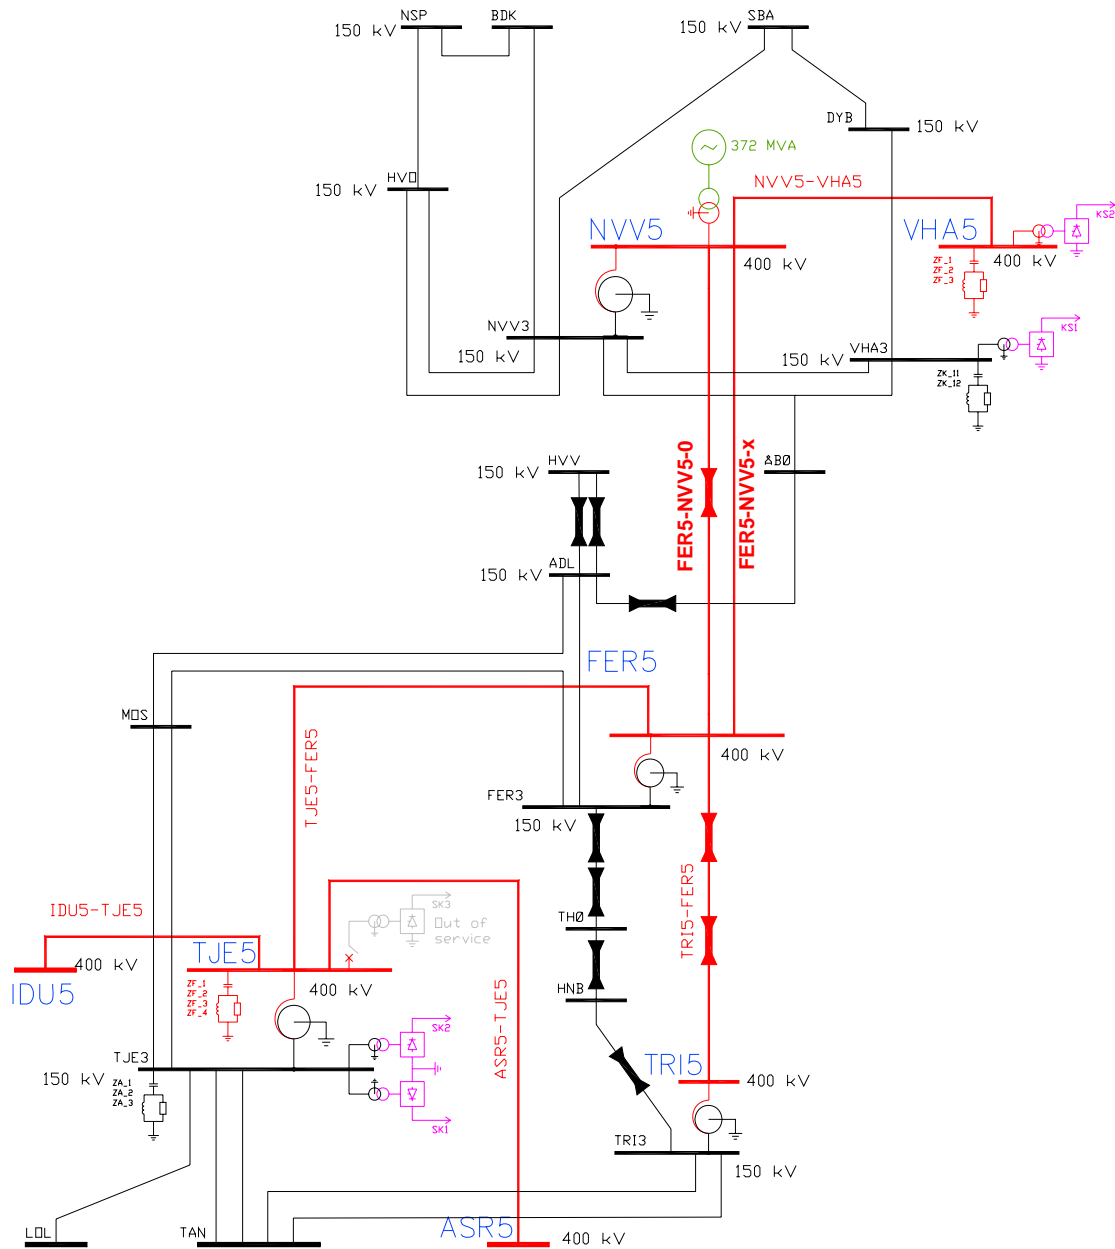 NSP
BDK
SBA
150 kV
150 kV
DYB
150 kV
372 MVA
HVO
150 kV
NVV5-VHA5
KS2
NVV5
VHA5
400 kV
400 kV
ZF_1
ZF_2
ZF_3
NVV3
150 kV
KS1
VHA3
150 kV
ZK_11
ZK_12
HVV
150 kV
FER5-NVV5-0
FER5-NVV5-x
ÅBØ
ADL
150 kV
FER5
MOS
TJE5-FER5
400 kV
FER3
150 kV
TRI5-FER5
SK3
Out of
service
THØ
IDU5-TJE5
TJE5
400 kV
IDU5
400 kV
ZF_1
ZF_2
ZF_3
ZF_4
HNB
ASR5-TJE5
SK2
TJE3
150 kV
ZA_1
ZA_2
ZA_3
SK1
TRI5
400 kV
TRI3
150 kV
LOL
TAN
ASR5
400 kV